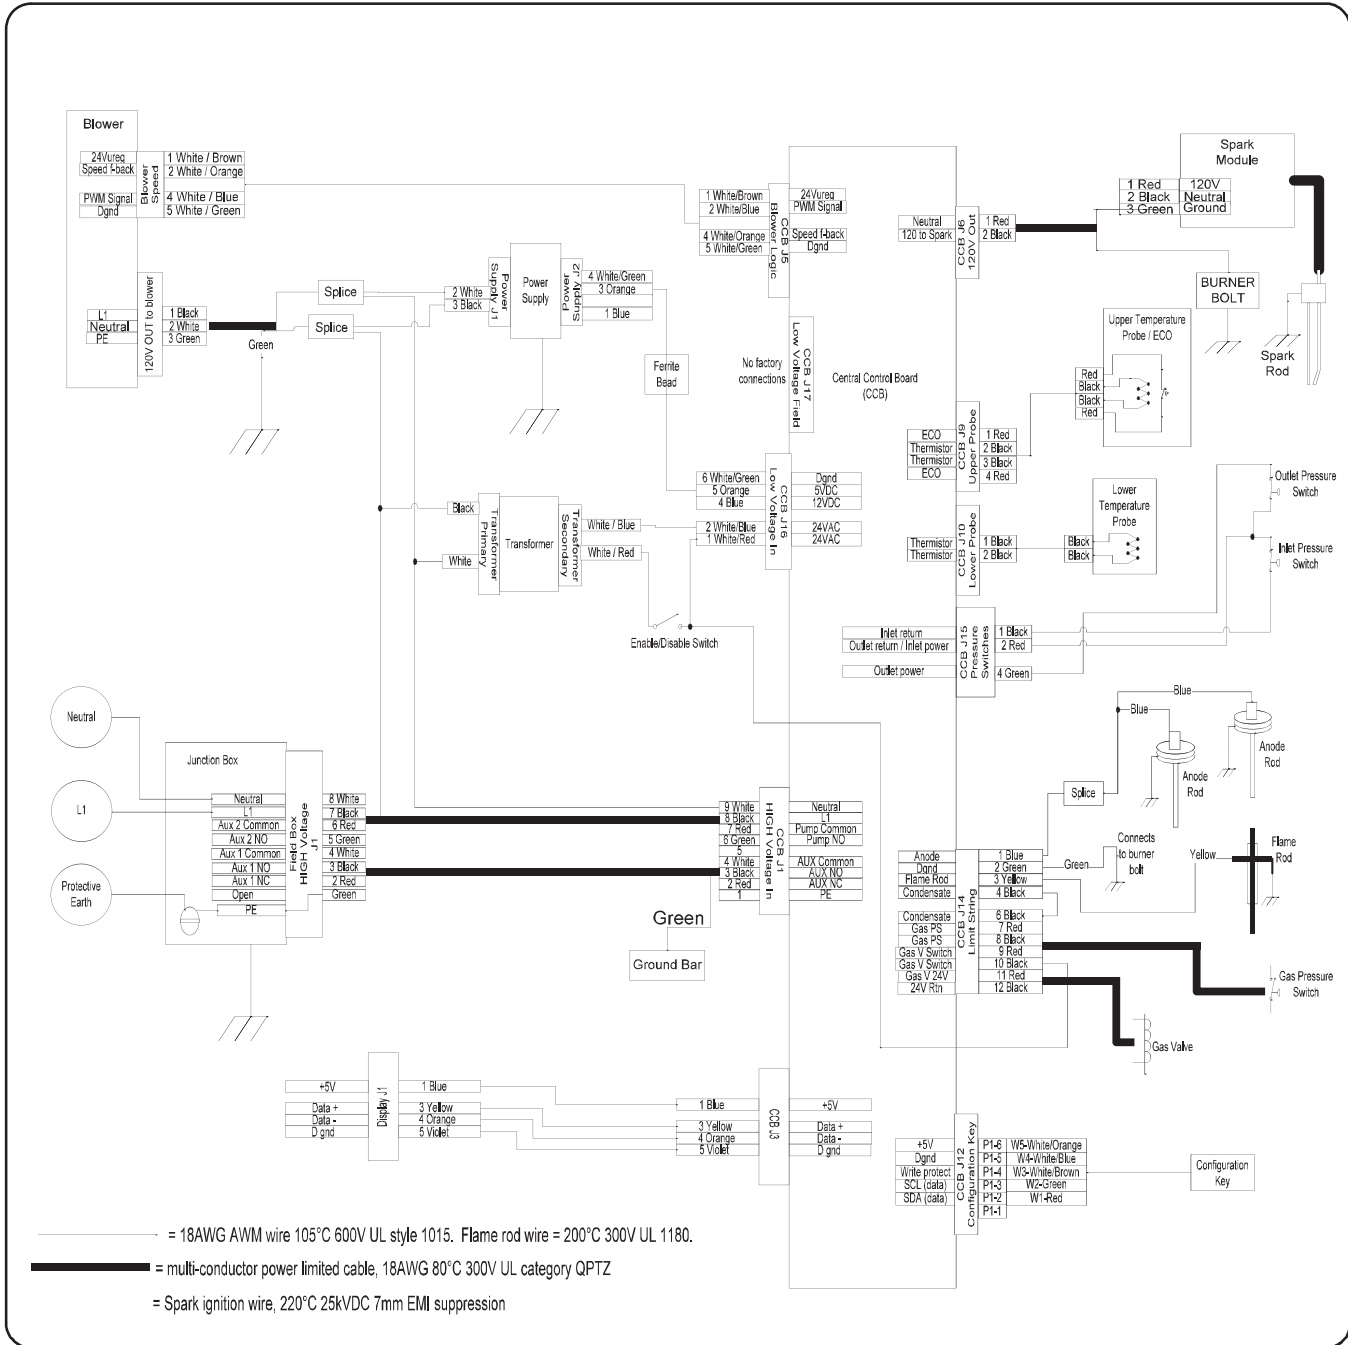 Blower
24Vureg
Speed f-back
PWM Signal
Dgnd
Blower Speed
1 White / Brown
2 White / Orange
4 White / Blue
5 White / Green
L1
Neutral
PE
120V OUT to blower
1 Black
2 White
3 Green
Green
Splice
Splice
2 White
3 Black
Power Supply J1
Power Supply
Power Supply J2
4 White/Green
3 Orange
1 Blue
Ferrite
Bead
1 White/Brown
2 White/Blue
4 White/Orange
5 White/Green
CCB J5
Blower Logic
24Vureg
PWM Signal
Speed f-back
Dgnd
No factory
connections
CCB J17
Low Voltage Field
Central Control Board
(CCB)
6 White/Green
5 Orange
4 Blue
2 White/Blue
1 White/Red
CCB J16
Low Voltage In
Dgnd
5VDC
12VDC
24VAC
24VAC
Black
White
Transformer Primary
Transformer
Transformer Secondary
White / Blue
White / Red
Enable/Disable Switch
Neutral
120 to Spark
CCB J6
120V Out
1 Red
2 Black
Spark
Module
1 Red
2 Black
3 Green
120V
Neutral
Ground
BURNER
BOLT
Spark
Rod
Upper Temperature
Probe / ECO
Red
Black
Black
Red
ECO
Thermistor
Thermistor
ECO
CCB J9
Upper Probe
1 Red
2 Black
3 Black
4 Red
Lower
Temperature
Probe
Black
Black
Thermistor
Thermistor
CCB J10
Lower Probe
1 Black
2 Black
Outlet Pressure
Switch
Inlet Pressure
Switch
Inlet return
Outlet return / Inlet power
Outlet power
CCB J15
Pressure
Switches
1 Black
2 Red
4 Green
Neutral
L1
Protective
Earth
Junction Box
Neutral
L1
Aux 2 Common
Aux 2 NO
Aux 1 Common
Aux 1 NO
Aux 1 NC
Open
PE
Field Box
HIGH Voltage
J1
8 White
7 Black
6 Red
5 Green
4 White
3 Black
2 Red
Green
9 White
8 Black
7 Red
6 Green
5
4 White
3 Black
2 Red
1
CCB J1
HIGH Voltage In
Neutral
L1
Pump Common
Pump NO
AUX Common
AUX NO
AUX NC
PE
Green
Ground Bar
Blue
Blue
Anode
Rod
Anode
Rod
Splice
Connects
to burner
bolt
Green
Yellow
Flame
Rod
Anode
Dgnd
Flame Rod
Condensate
Condensate
Gas PS
Gas PS
Gas V Switch
Gas V Switch
Gas V 24V
24V Rtn
CCB J14
Limit String
1 Blue
2 Green
3 Yellow
4 Black
6 Black
7 Red
8 Black
9 Red
10 Black
11 Red
12 Black
Gas Pressure
Switch
Gas Valve
+5V
Data +
Data -
D gnd
Display J1
1 Blue
3 Yellow
4 Orange
5 Violet
1 Blue
3 Yellow
4 Orange
5 Violet
CCB J3
+5V
Data +
Data -
D gnd
+5V
Dgnd
Write protect
SCL (data)
SDA (data)
CCB J12
Configuration Key
P1-6
P1-5
P1-4
P1-3
P1-2
P1-1
W5-White/Orange
W4-White/Blue
W3-White/Brown
W2-Green
W1-Red
Configuration
Key
= 18AWG AWM wire 105°C 600V UL style 1015. Flame rod wire = 200°C 300V UL 1180.
= multi-conductor power limited cable, 18AWG 80°C 300V UL category QPTZ
= Spark ignition wire, 220°C 25kVDC 7mm EMI suppression